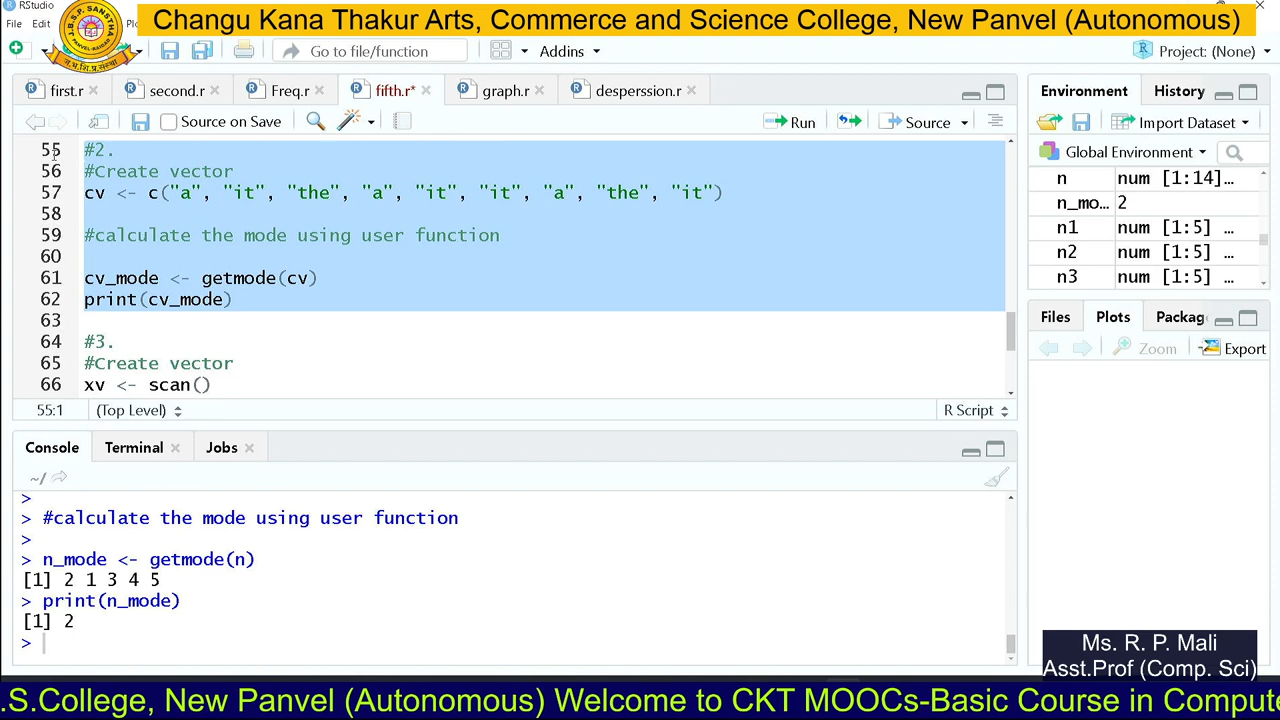 RStudio
Changu Kana Thakur Arts, Commerce and Science College, New Panvel (Autonomous)
File Edit
Go to file/function
Addins
Project: (None)
first.r
second.r
Freq.r
fifth.r*
graph.r
desperssion.r
Environment
History
Source on Save
Run
Source
Import Dataset
Global Environment
55 #2.
56 #Create vector
57 cv <- c("a", "it", "the", "a", "it", "it", "a", "the", "it")
58
59 #calculate the mode using user function
60
61 cv_mode <- getmode(cv)
62 print(cv_mode)
63
64 #3.
65 #Create vector
66 xv <- scan()
n num [1:14]…
n_mo… 2
n1 num [1:5] …
n2 num [1:5] …
n3 num [1:5] …
55:1 (Top Level) R Script
Files Plots Packag
Zoom Export
Console Terminal Jobs
~/
>
> #calculate the mode using user function
>
> n_mode <- getmode(n)
[1] 2 1 3 4 5
> print(n_mode)
[1] 2
>
Ms. R. P. Mali
Asst.Prof (Comp. Sci)
.S.College, New Panvel (Autonomous) Welcome to CKT MOOCs-Basic Course in Compute